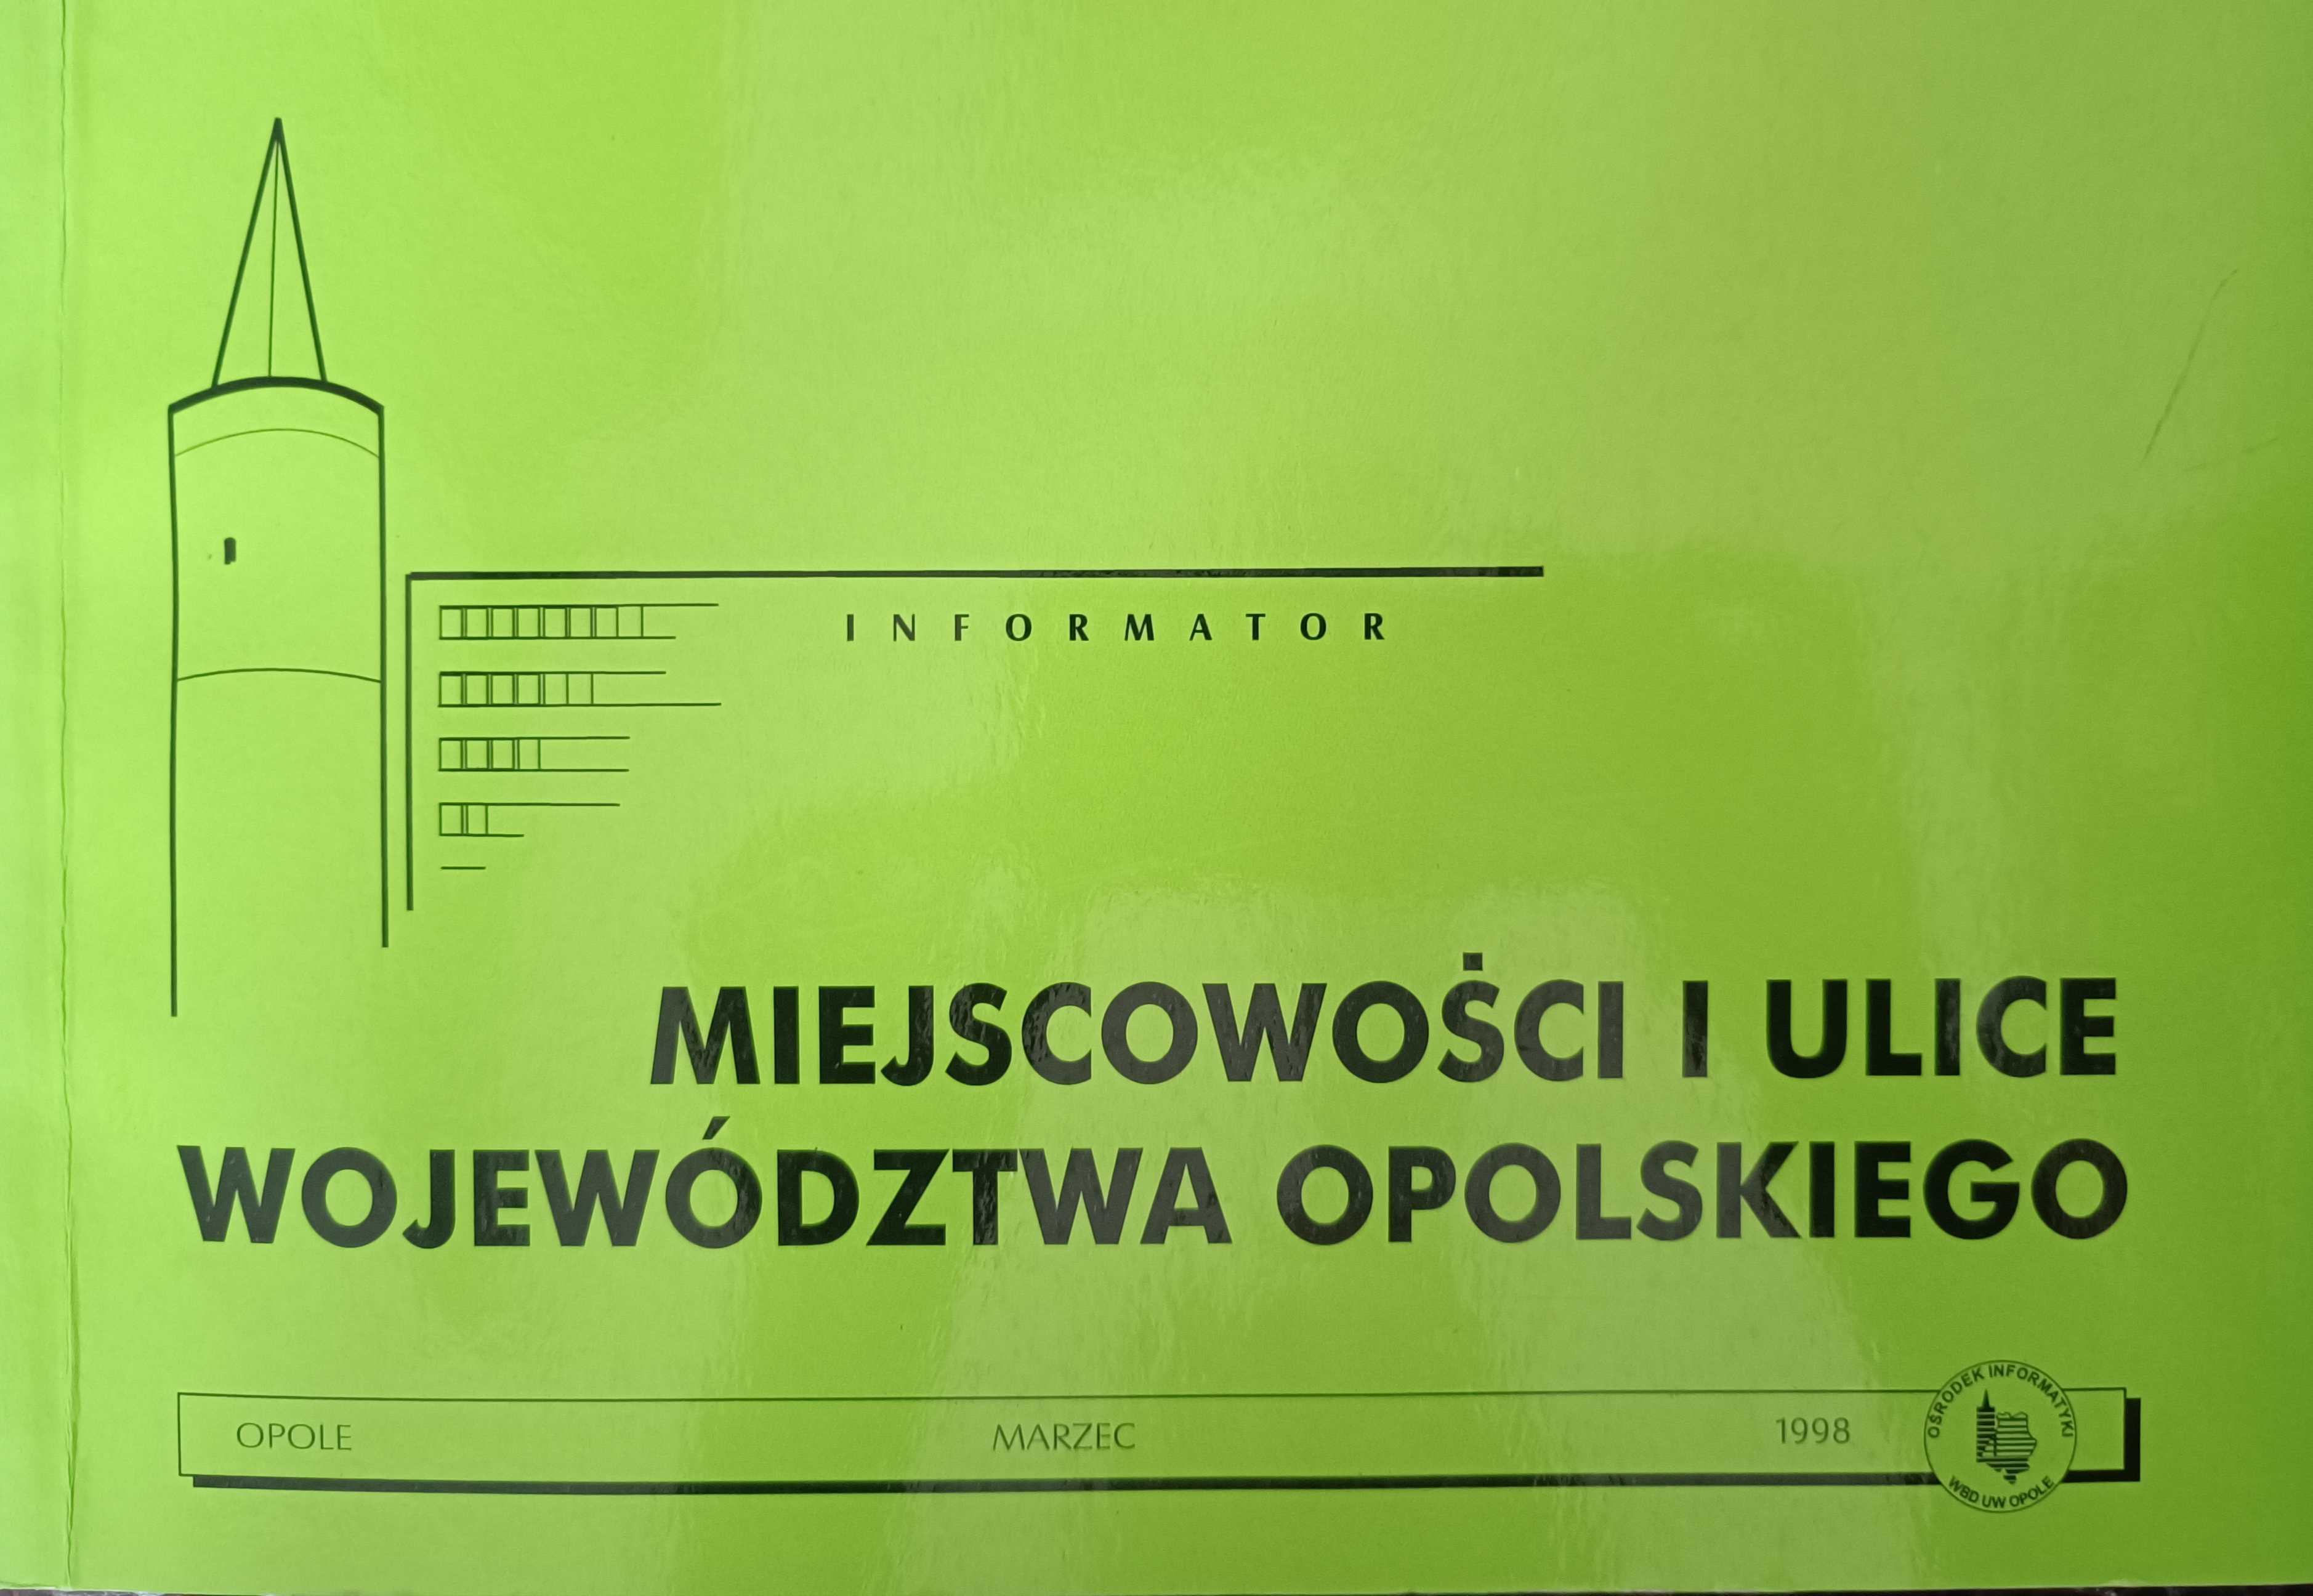 INFORMATOR
MIEJSCOWOŚCI I ULICE
WOJEWÓDZTWA OPOLSKIEGO
OPOLE MARZEC 1998
OŚRODEK INFORMATYKI
WBD UW OPOLE